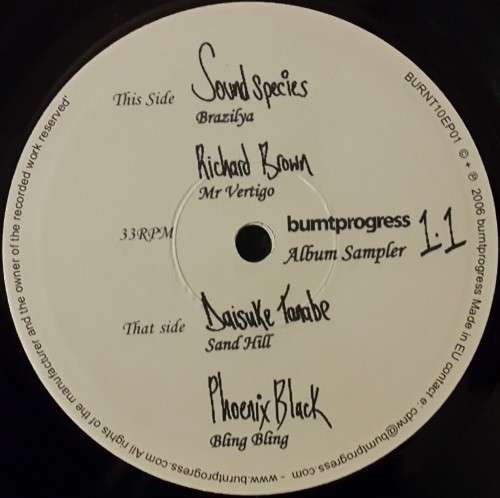 This Side
Sound species
Brazilya
Richard Brown
Mr Vertigo
33RPM
burntprogress 1.1
Album Sampler
That side
Daisuke Tanabe
Sand Hill
Phoenix Black
Bling Bling
BURNT10EP01 © + ℗ 2006 burntprogress Made in EU contact e' cdrw@burntprogress.com - www.burntprogress.com All rights of the manufacturer and the owner of the recorded work reserved'